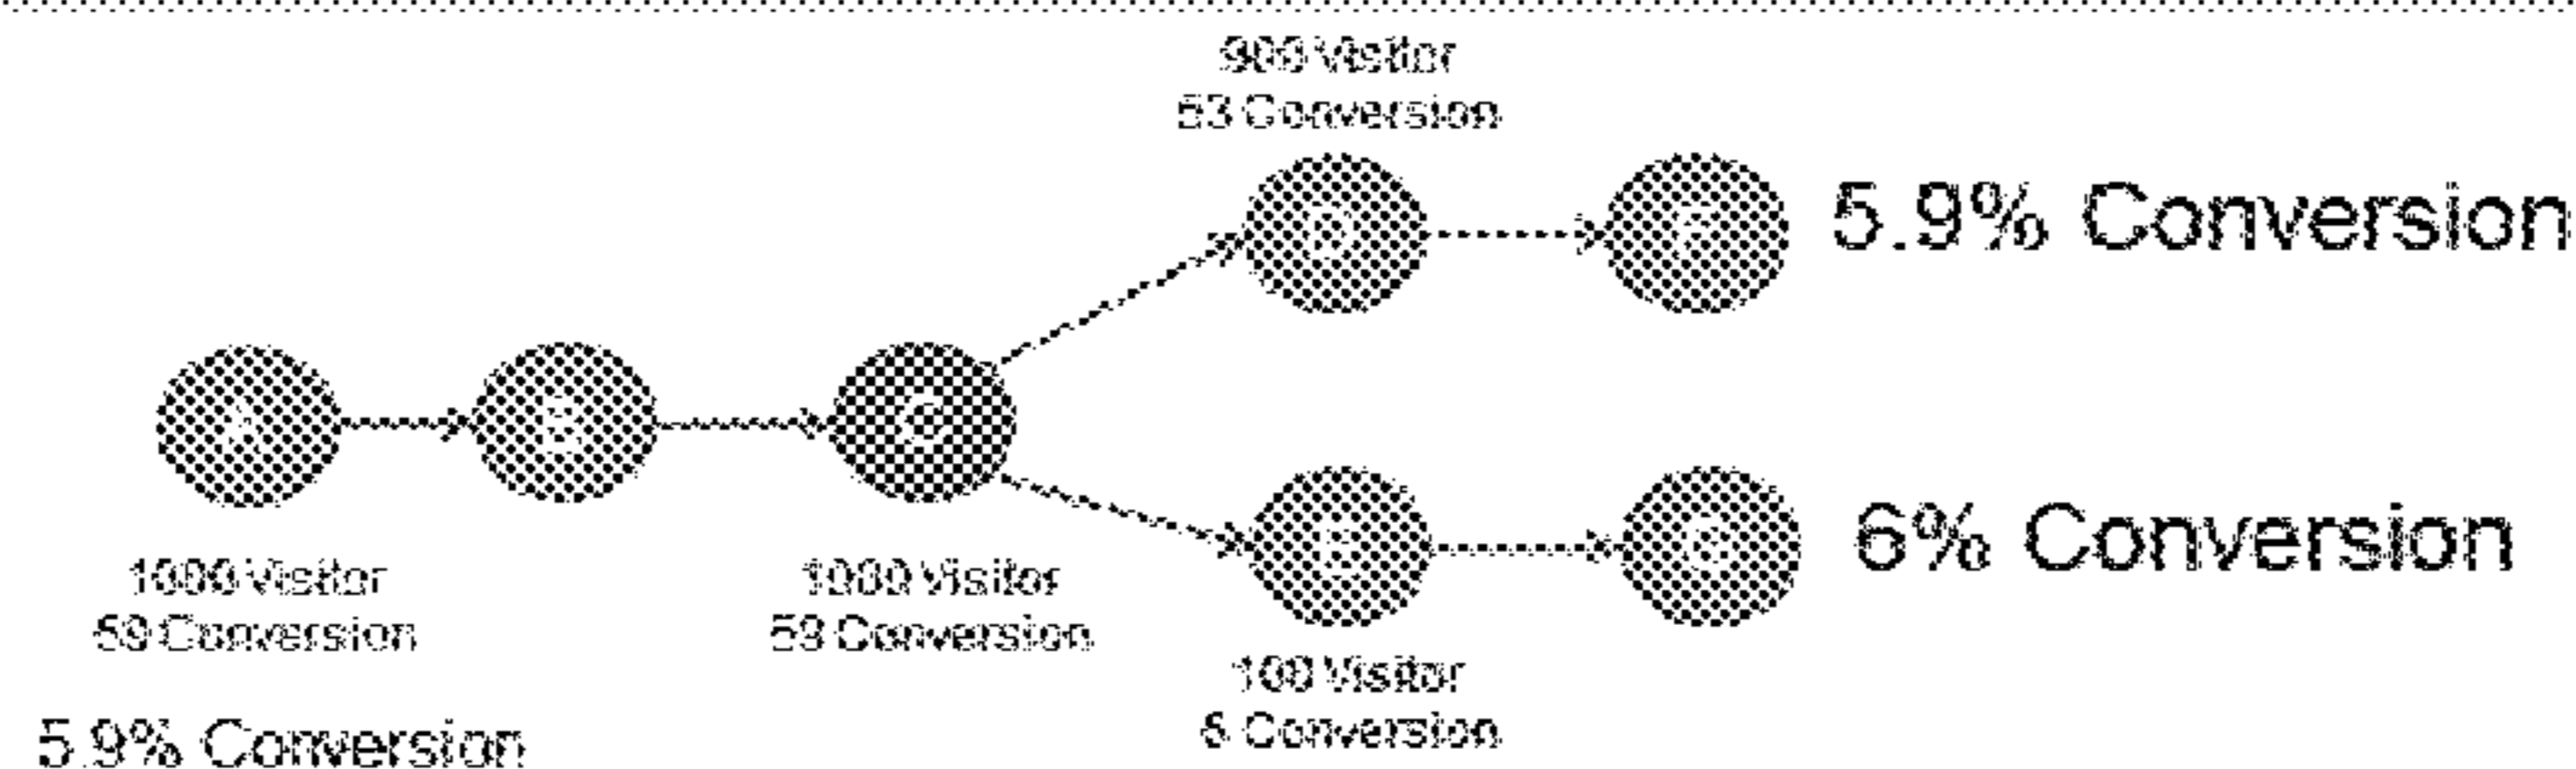 900 Visitor
53 Conversion
5.9% Conversion
A
B
C
D
F
E
G
6% Conversion
1000 Visitor
59 Conversion
1000 Visitor
59 Conversion
100 Visitor
6 Conversion
5.9% Conversion